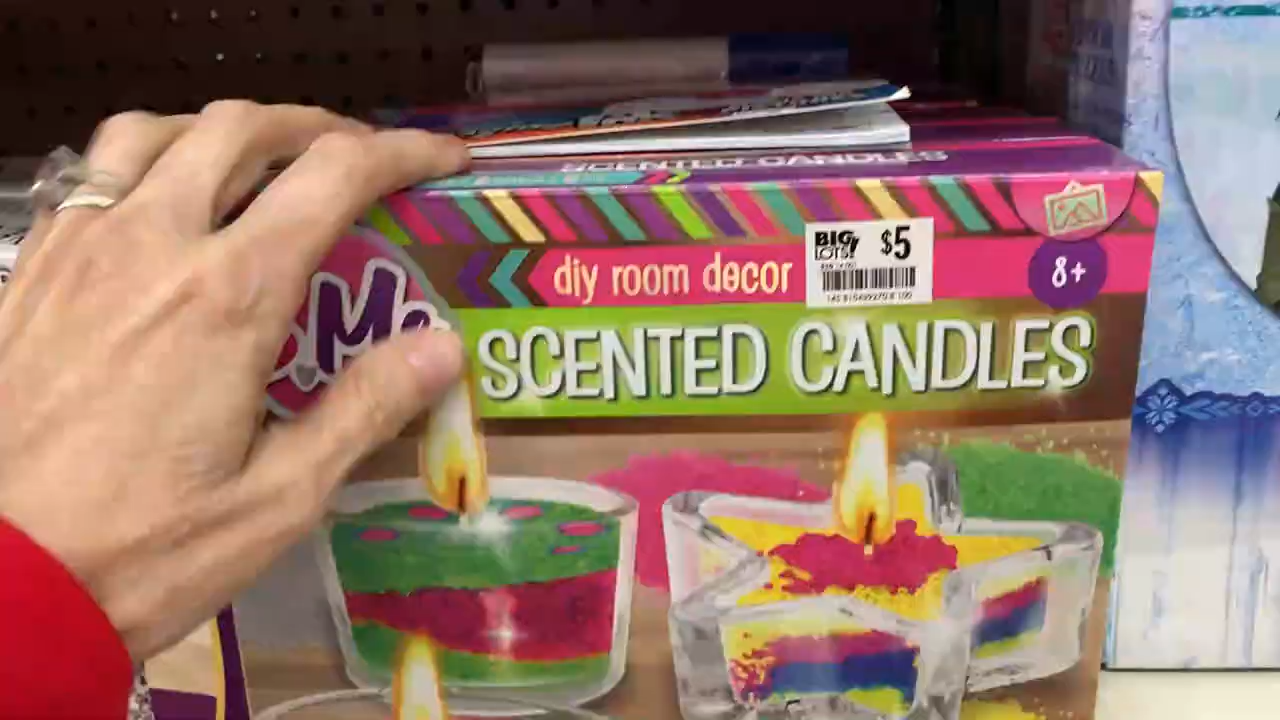 SCENTED CANDLES
diy room decor
BIG LOTS!
$5
8+
SCENTED CANDLES